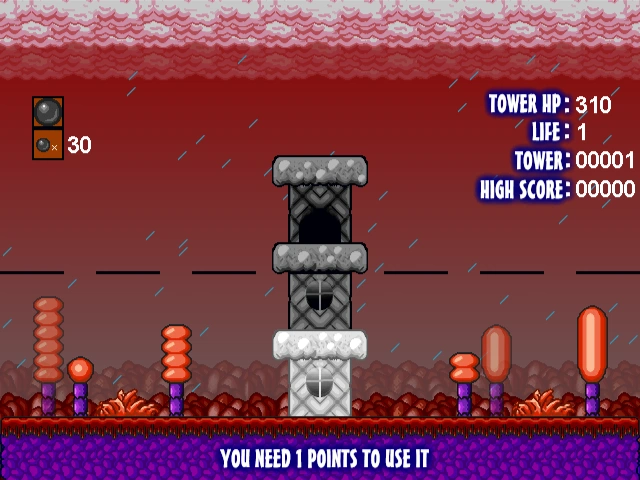 TOWER HP: 310
LIFE: 1
30
TOWER: 00001
HIGH SCORE: 00000
YOU NEED 1 POINTS TO USE IT